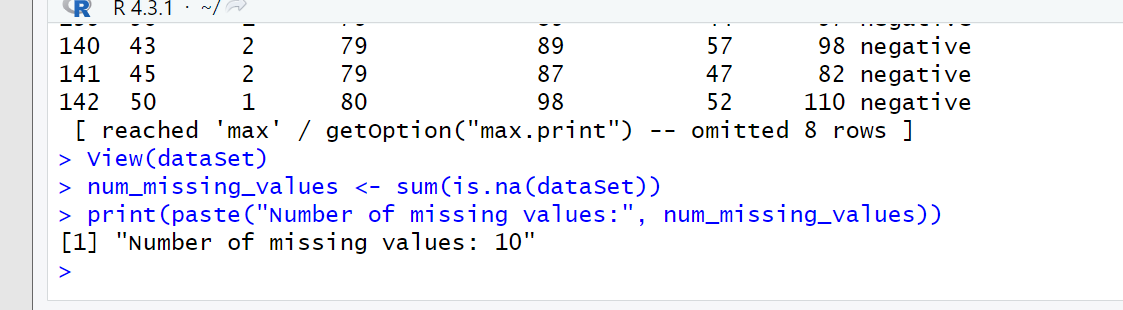 R R 4.3.1 · ~/
140 43 2 79 89 57 98 negative
141 45 2 79 87 47 82 negative
142 50 1 80 98 52 110 negative
[ reached 'max' / getOption("max.print") -- omitted 8 rows ]
> View(dataSet)
> num_missing_values <- sum(is.na(dataSet))
> print(paste("Number of missing values:", num_missing_values))
[1] "Number of missing values: 10"
>